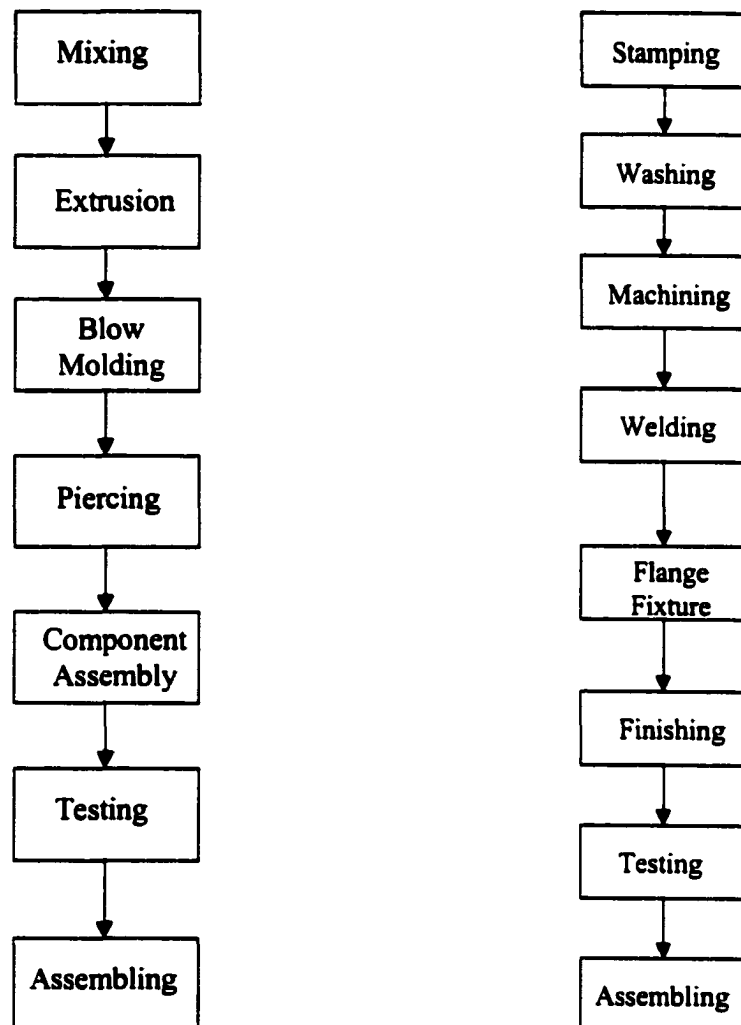 Mixing
Extrusion
Blow
Molding
Piercing
Component
Assembly
Testing
Assembling
Stamping
Washing
Machining
Welding
Flange
Fixture
Finishing
Testing
Assembling